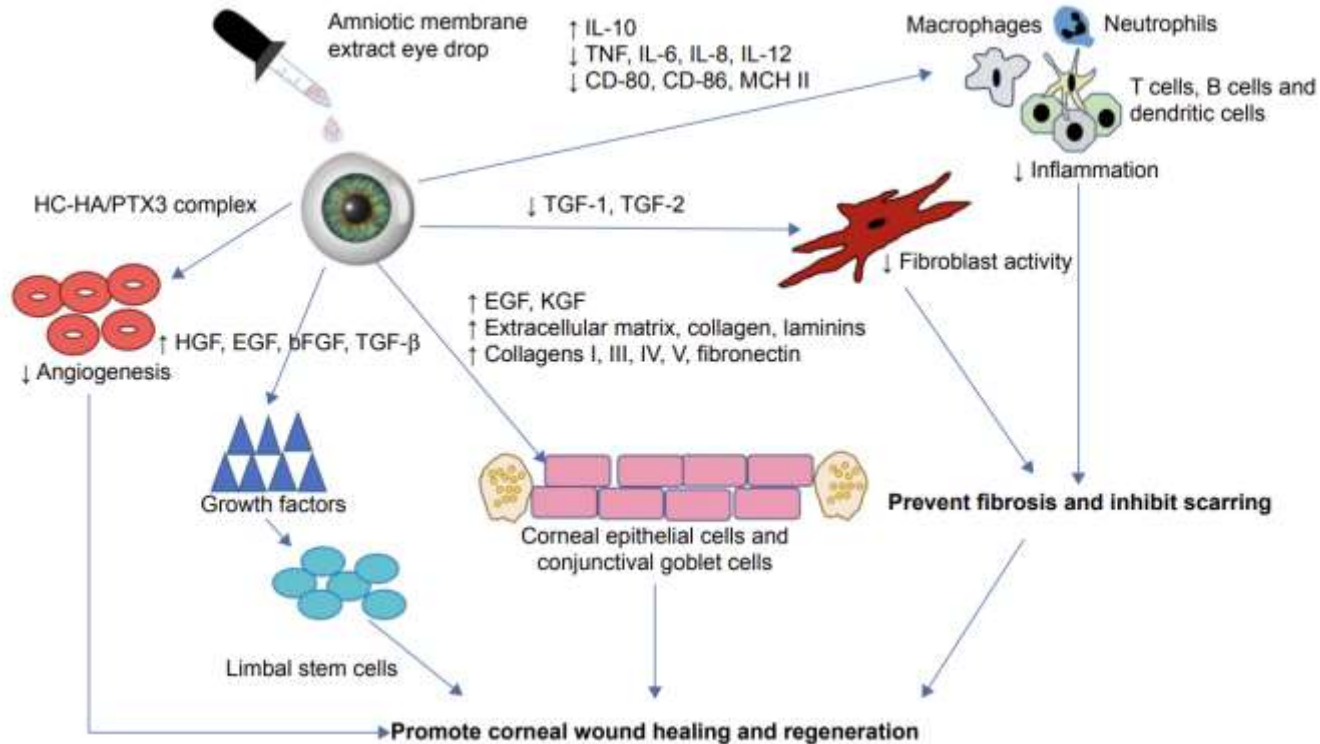 Amniotic membrane
extract eye drop
↑ IL-10
↓ TNF, IL-6, IL-8, IL-12
↓ CD-80, CD-86, MCH II
Macrophages
Neutrophils
T cells, B cells and
dendritic cells
↓ Inflammation
HC-HA/PTX3 complex
↓ TGF-1, TGF-2
↓ Fibroblast activity
↑ EGF, KGF
↑ Extracellular matrix, collagen, laminins
↑ Collagens I, III, IV, V, fibronectin
↑ HGF, EGF, bFGF, TGF-β
↓ Angiogenesis
Growth factors
Corneal epithelial cells and
conjunctival goblet cells
Prevent fibrosis and inhibit scarring
Limbal stem cells
Promote corneal wound healing and regeneration